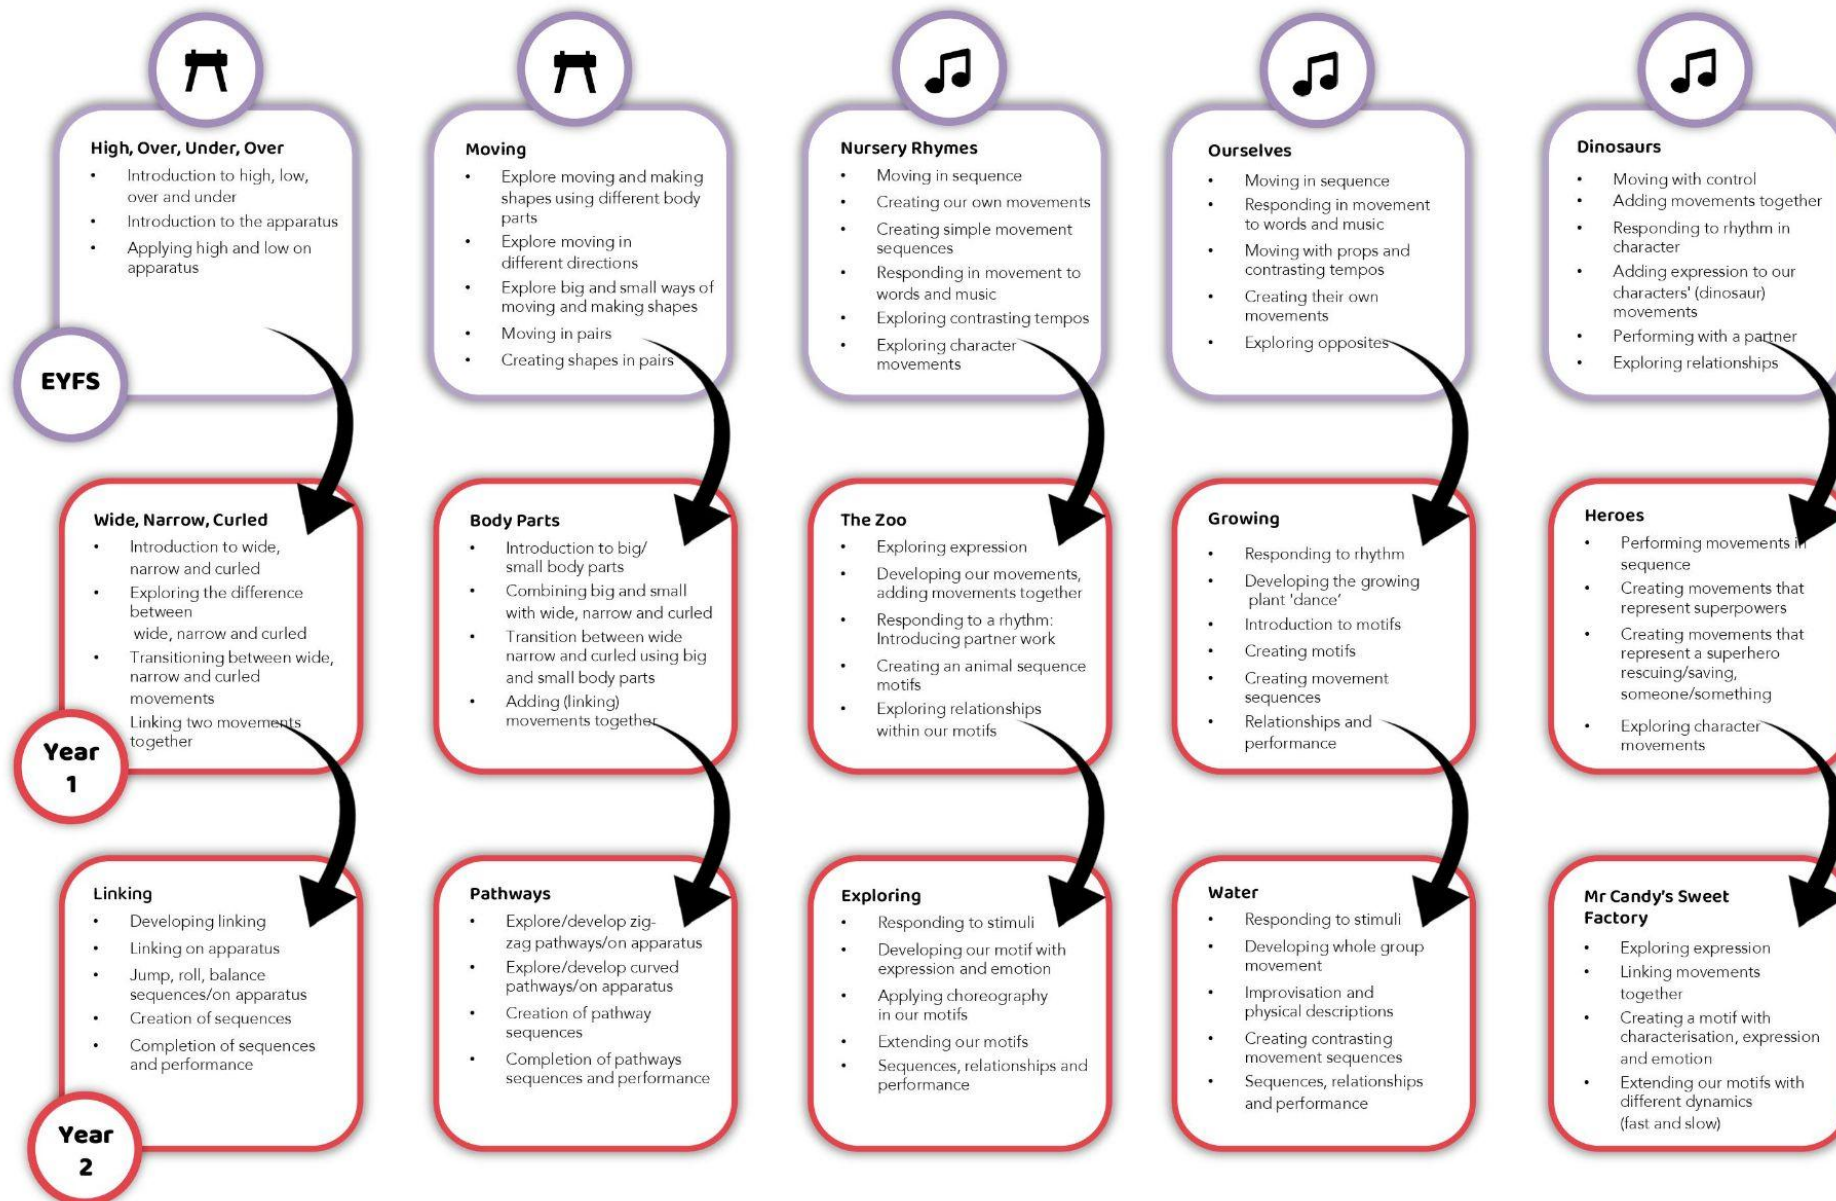 High, Over, Under, Over
• Introduction to high, low,
over and under
• Introduction to the apparatus
• Applying high and low on
apparatus
Moving
• Explore moving and making
shapes using different body
parts
• Explore moving in
different directions
• Explore big and small ways of
moving and making shapes
• Moving in pairs
• Creating shapes in pairs
Nursery Rhymes
• Moving in sequence
• Creating our own movements
• Creating simple movement
sequences
• Responding in movement to
words and music
• Exploring contrasting tempos
• Exploring character
movements
Ourselves
• Moving in sequence
• Responding in movement
to words and music
• Moving with props and
contrasting tempos
• Creating their own
movements
• Exploring opposites
Dinosaurs
• Moving with control
• Adding movements together
• Responding to rhythm in
character
• Adding expression to our
characters' (dinosaur)
movements
• Performing with a partner
• Exploring relationships
EYFS
Wide, Narrow, Curled
• Introduction to wide,
narrow and curled
• Exploring the difference
between
wide, narrow and curled
• Transitioning between wide,
narrow and curled
movements
Linking two movements
together
Body Parts
• Introduction to big/
small body parts
• Combining big and small
with wide, narrow and curled
• Transition between wide
narrow and curled using big
and small body parts
• Adding (linking)
movements together
The Zoo
• Exploring expression
• Developing our movements,
adding movements together
• Responding to a rhythm:
Introducing partner work
• Creating an animal sequence
motifs
• Exploring relationships
within our motifs
Growing
• Responding to rhythm
• Developing the growing
plant 'dance’
• Introduction to motifs
• Creating motifs
• Creating movement
sequences
• Relationships and
performance
Heroes
• Performing movements in
sequence
• Creating movements that
represent superpowers
• Creating movements that
represent a superhero
rescuing/saving,
someone/something
• Exploring character
movements
Year
1
Linking
• Developing linking
• Linking on apparatus
• Jump, roll, balance
sequences/on apparatus
• Creation of sequences
• Completion of sequences
and performance
Pathways
• Explore/develop zig-
zag pathways/on apparatus
• Explore/develop curved
pathways/on apparatus
• Creation of pathway
sequences
• Completion of pathways
sequences and performance
Exploring
• Responding to stimuli
• Developing our motif with
expression and emotion
• Applying choreography
in our motifs
• Extending our motifs
• Sequences, relationships and
performance
Water
• Responding to stimuli
• Developing whole group
movement
• Improvisation and
physical descriptions
• Creating contrasting
movement sequences
• Sequences, relationships
and performance
Mr Candy's Sweet
Factory
• Exploring expression
• Linking movements
together
• Creating a motif with
characterisation, expression
and emotion
• Extending our motifs with
different dynamics
(fast and slow)
Year
2